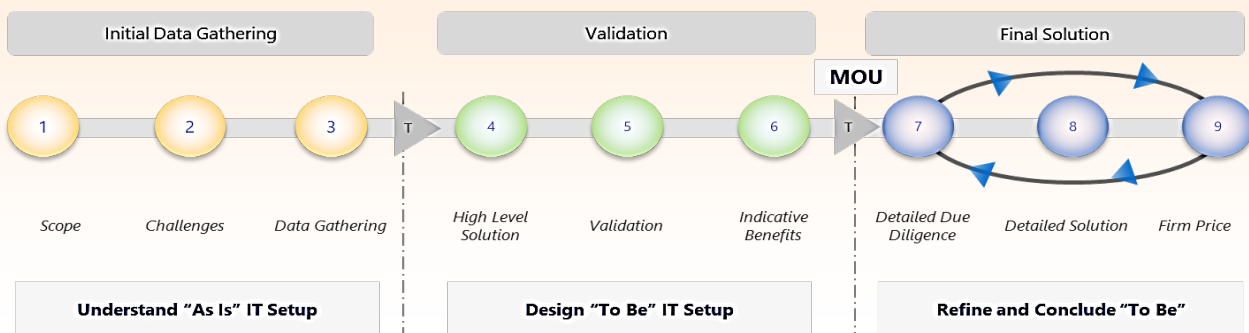 Initial Data Gathering
Validation
Final Solution
MOU
1
2
3
T
4
5
6
T
7
8
9
Scope
Challenges
Data Gathering
High Level
Solution
Validation
Indicative
Benefits
Detailed Due
Diligence
Detailed Solution
Firm Price
Understand “As Is” IT Setup
Design “To Be” IT Setup
Refine and Conclude “To Be”